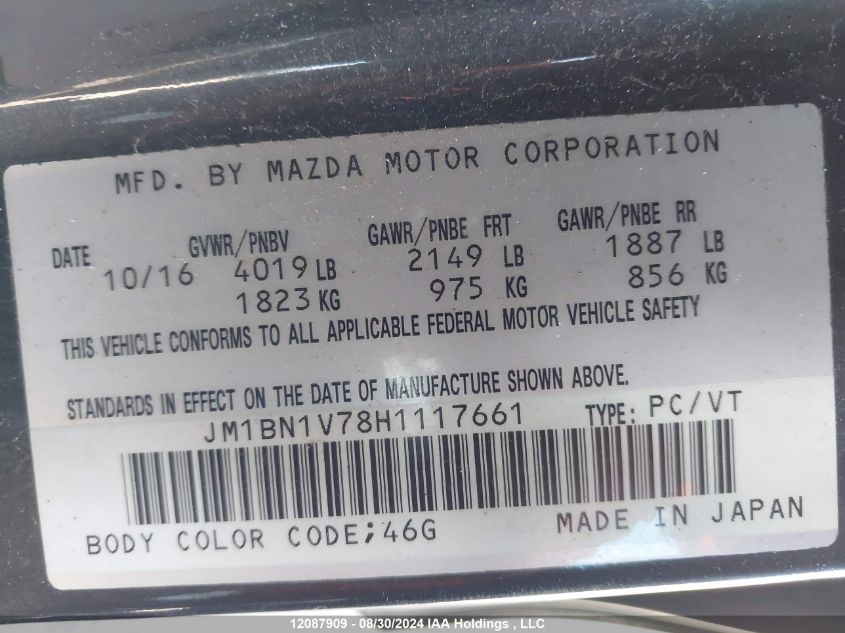 MFD. BY MAZDA MOTOR CORPORATION
DATE GVWR/PNBV GAWR/PNBE FRT GAWR/PNBE RR
10/16 4019 LB 2149 LB 1887 LB
1823 KG 975 KG 856 KG
THIS VEHICLE CONFORMS TO ALL APPLICABLE FEDERAL MOTOR VEHICLE SAFETY
STANDARDS IN EFFECT ON THE DATE OF MANUFACTURE SHOWN ABOVE.
JM1BN1V78H1117661 TYPE: PC/VT
BODY COLOR CODE;46G MADE IN JAPAN
12087909 - 08/30/2024 IAA Holdings , LLC